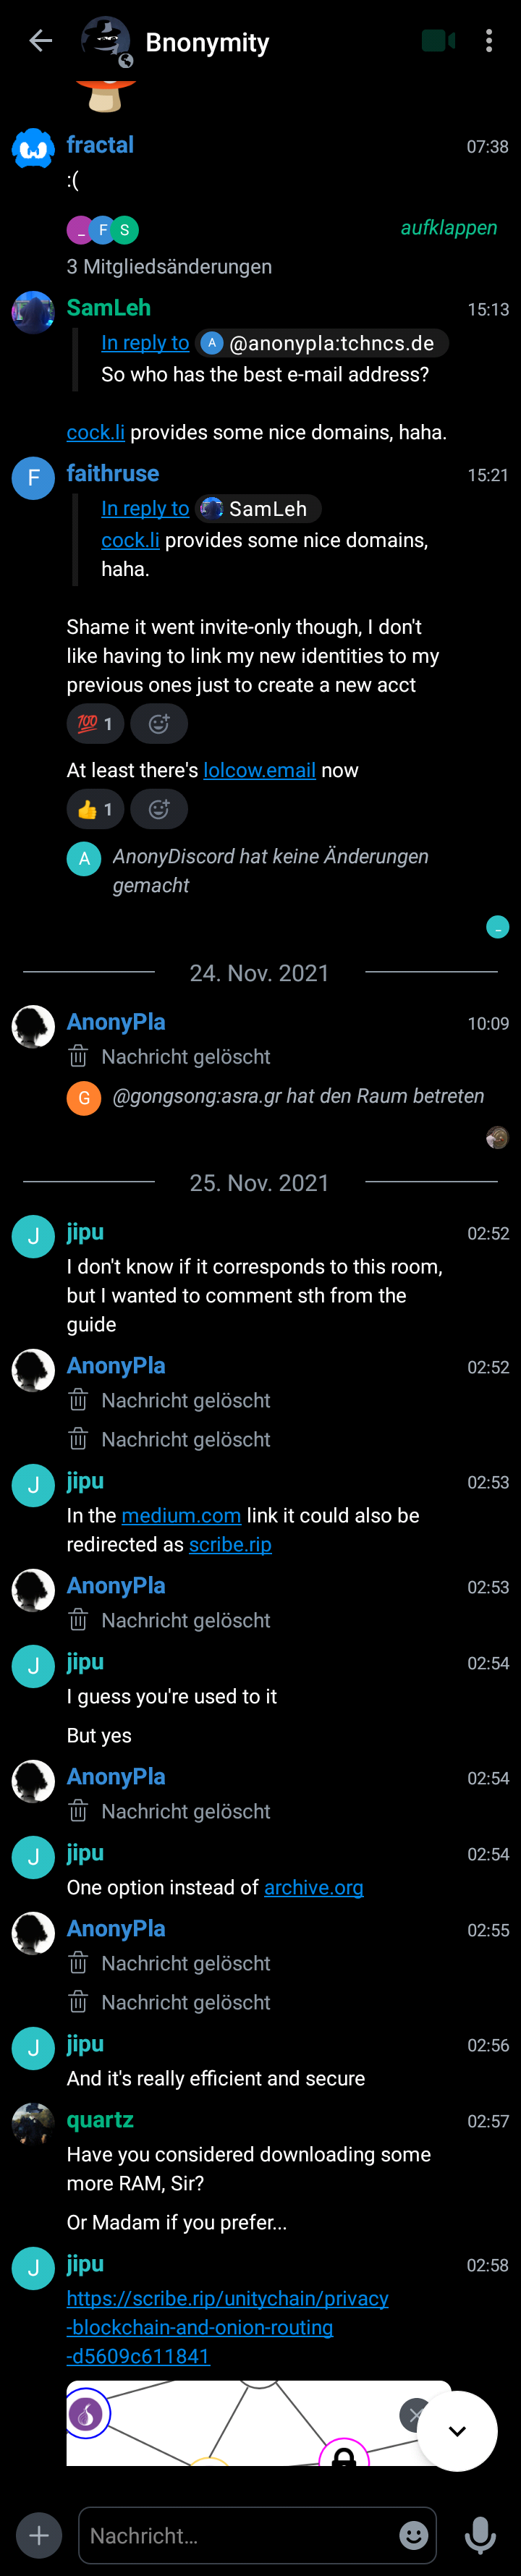 Bnonymity
fractal 07:38
:(
_ F S aufklappen
3 Mitgliedsänderungen
SamLeh 15:13
In reply to A @anonypla:tchncs.de
So who has the best e-mail address?
cock.li provides some nice domains, haha.
F faithruse 15:21
In reply to SamLeh
cock.li provides some nice domains,
haha.
Shame it went invite-only though, I don't
like having to link my new identities to my
previous ones just to create a new acct
💯 1
At least there's lolcow.email now
👍 1
A AnonyDiscord hat keine Änderungen
gemacht
_
24. Nov. 2021
AnonyPla 10:09
Nachricht gelöscht
G @gongsong:asra.gr hat den Raum betreten
25. Nov. 2021
J jipu 02:52
I don't know if it corresponds to this room,
but I wanted to comment sth from the
guide
AnonyPla 02:52
Nachricht gelöscht
Nachricht gelöscht
J jipu 02:53
In the medium.com link it could also be
redirected as scribe.rip
AnonyPla 02:53
Nachricht gelöscht
J jipu 02:54
I guess you're used to it
But yes
AnonyPla 02:54
Nachricht gelöscht
J jipu 02:54
One option instead of archive.org
AnonyPla 02:55
Nachricht gelöscht
Nachricht gelöscht
J jipu 02:56
And it's really efficient and secure
quartz 02:57
Have you considered downloading some
more RAM, Sir?
Or Madam if you prefer...
J jipu 02:58
https://scribe.rip/unitychain/privacy
-blockchain-and-onion-routing
-d5609c611841
Nachricht…